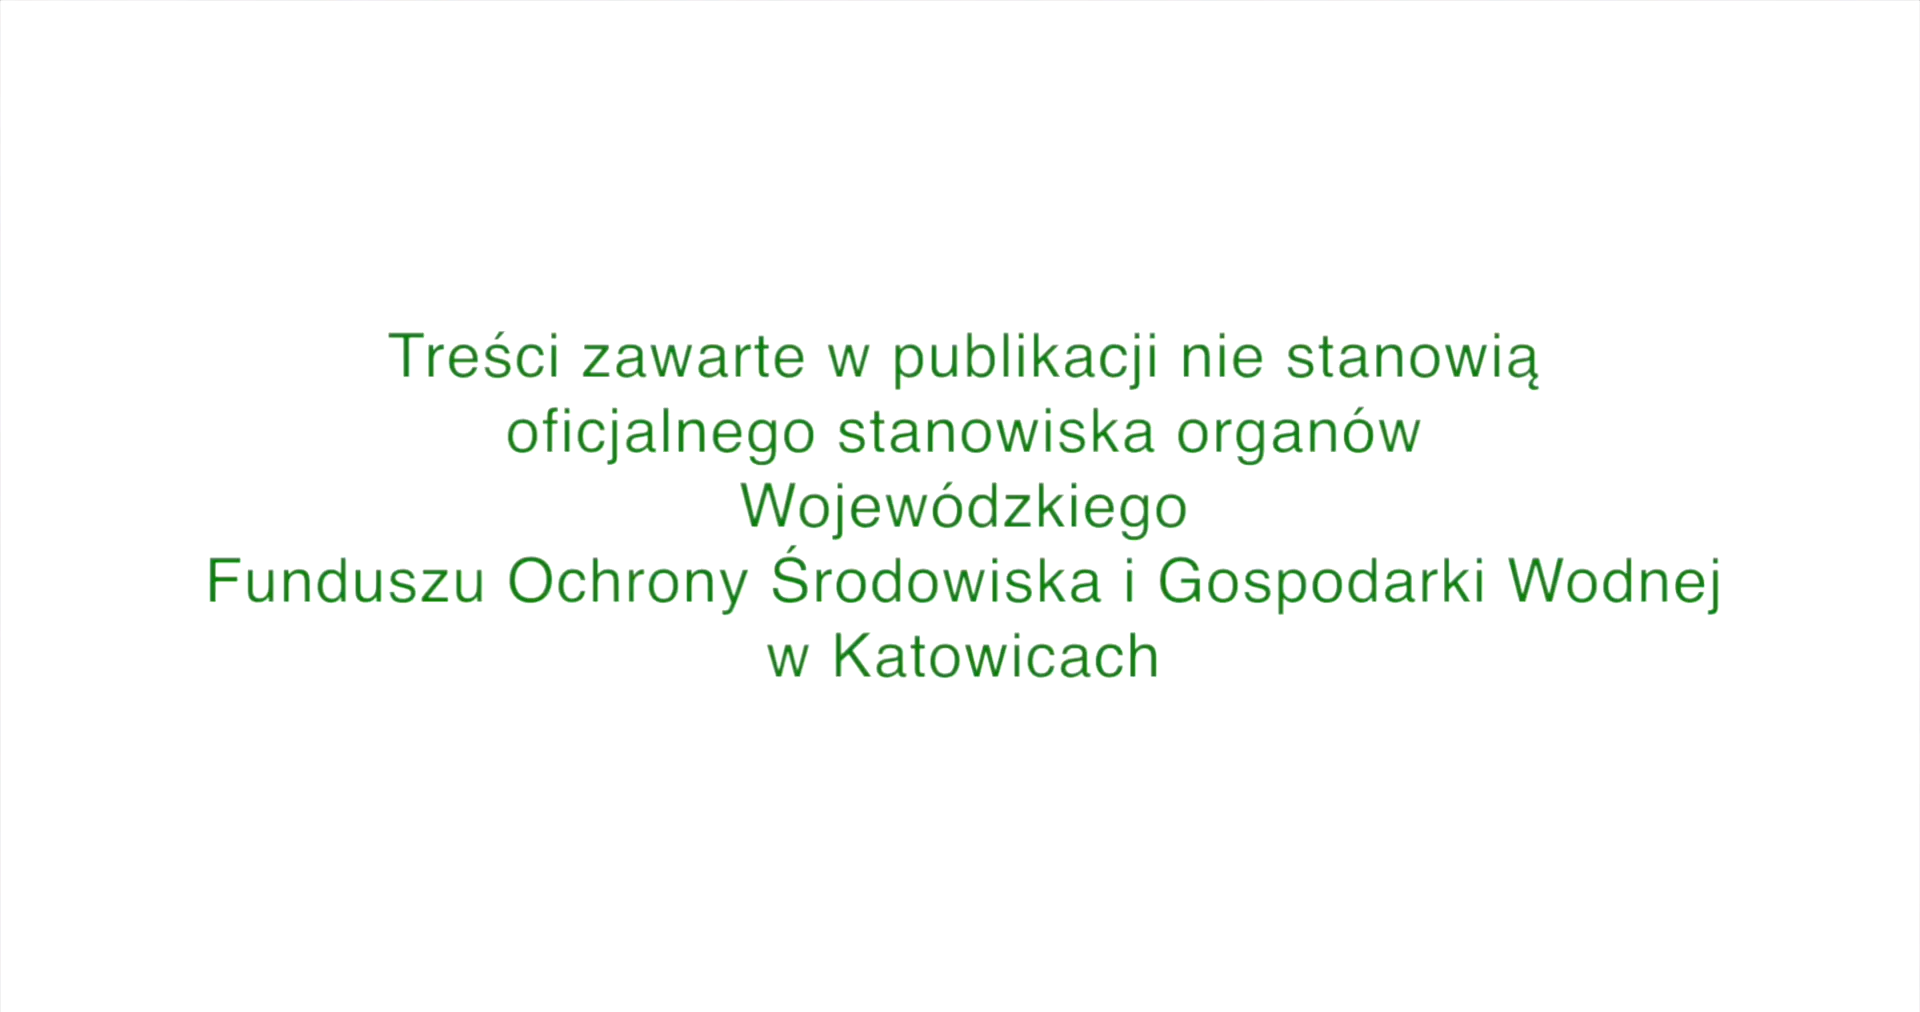 Treści zawarte w publikacji nie stanowią
oficjalnego stanowiska organów
Wojewódzkiego
Funduszu Ochrony Środowiska i Gospodarki Wodnej
w Katowicach